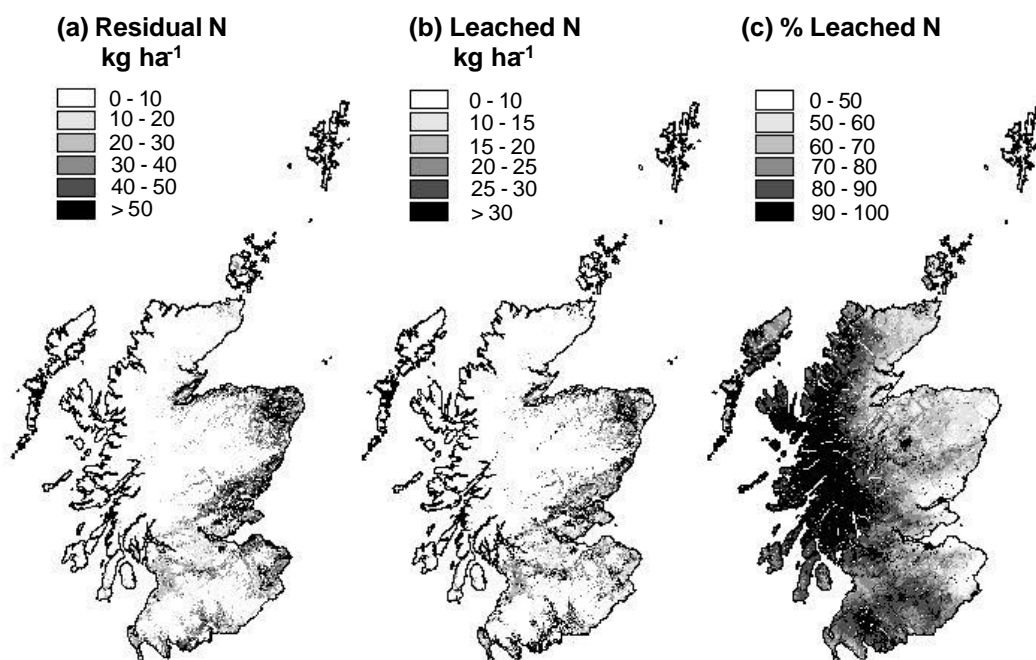 (a) Residual N
kg ha⁻¹
0 - 10
10 - 20
20 - 30
30 - 40
40 - 50
> 50
(b) Leached N
kg ha⁻¹
0 - 10
10 - 15
15 - 20
20 - 25
25 - 30
> 30
(c) % Leached N
0 - 50
50 - 60
60 - 70
70 - 80
80 - 90
90 - 100